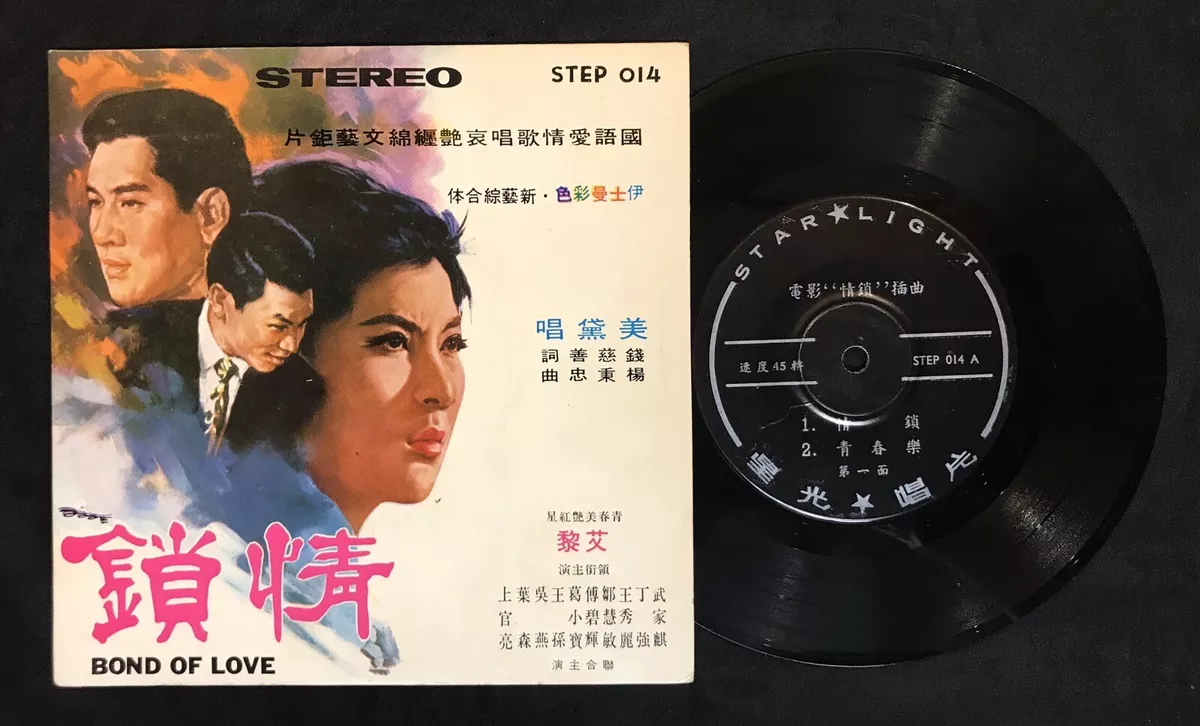 STEREO
STEP 014
國語愛情歌唱哀艷纏綿文藝鉅片
伊士曼彩色・新藝綜合体
美黛唱
錢慈善詞
楊秉忠曲
青春美艷紅星
艾黎
領銜主演
武家麒
丁強
王秀麗
鄒慧敏
傅碧輝
葛小寶
王孫
吳燕
葉森
上官亮
聯合主演
情鎖
BOND OF LOVE
STAR★LIGHT
電影“情鎖”插曲
速度45轉
STEP 014 A
1. 情鎖
2. 青春樂
第一面
星光★唱片